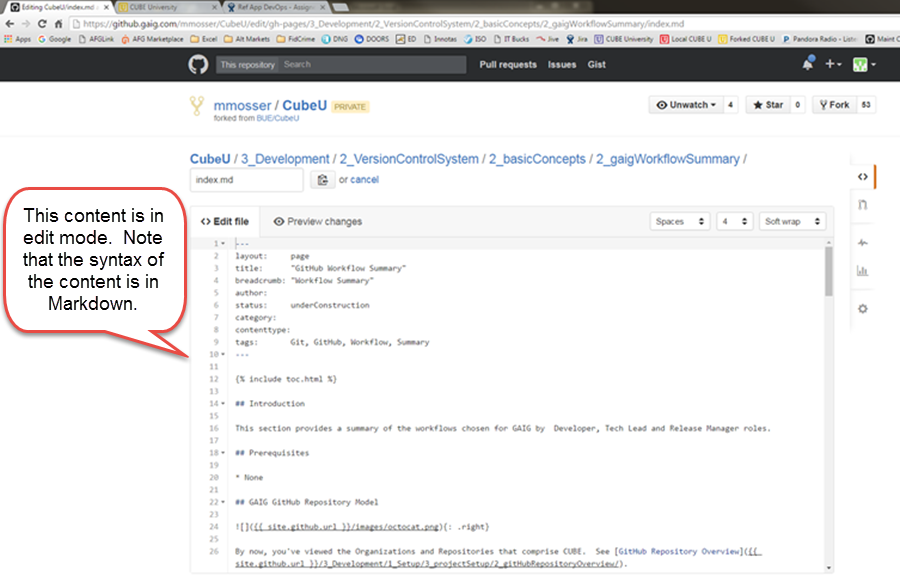 Editing CubeU/index.md at
CUBE University
Ref App DevOps - Assignm
https://github.gaig.com/mmosser/CubeU/edit/gh-pages/3_Development/2_VersionControlSystem/2_basicConcepts/2_gaigWorkflowSummary/index.md
Apps Google AFGLink AFG Marketplace Excel Alt Markets FidCrime DNG DOORS ED Innotas ISO IT Bucks Jive Jira CUBE University Local CUBE U Forked CUBE U Pandora Radio - Liste Maint C
This repository Search Pull requests Issues Gist
mmosser / CubeU PRIVATE
forked from BUE/CubeU
Unwatch 4 Star 0 Fork 53
CubeU / 3_Development / 2_VersionControlSystem / 2_basicConcepts / 2_gaigWorkflowSummary /
index.md or cancel
This content is in
edit mode. Note
that the syntax of
the content is in
Markdown.
<> Edit file Preview changes Spaces 4 Soft wrap
1 ---
2 layout: page
3 title: "GitHub Workflow Summary"
4 breadcrumb: "Workflow Summary"
5 author:
6 status: underConstruction
7 category:
8 contenttype:
9 tags: Git, GitHub, Workflow, Summary
10 ---
11
12 {% include toc.html %}
13
14 ## Introduction
15
16 This section provides a summary of the workflows chosen for GAIG by Developer, Tech Lead and Release Manager roles.
17
18 ## Prerequisites
19
20 * None
21
22 ## GAIG GitHub Repository Model
23
24 ![]({{ site.github.url }}/images/octocat.png){: .right}
25
26 By now, you've viewed the Organizations and Repositories that comprise CUBE. See [GitHub Repository Overview]({{
site.github.url }}/3_Development/1_Setup/3_projectSetup/2_gitHubRepositoryOverview/).